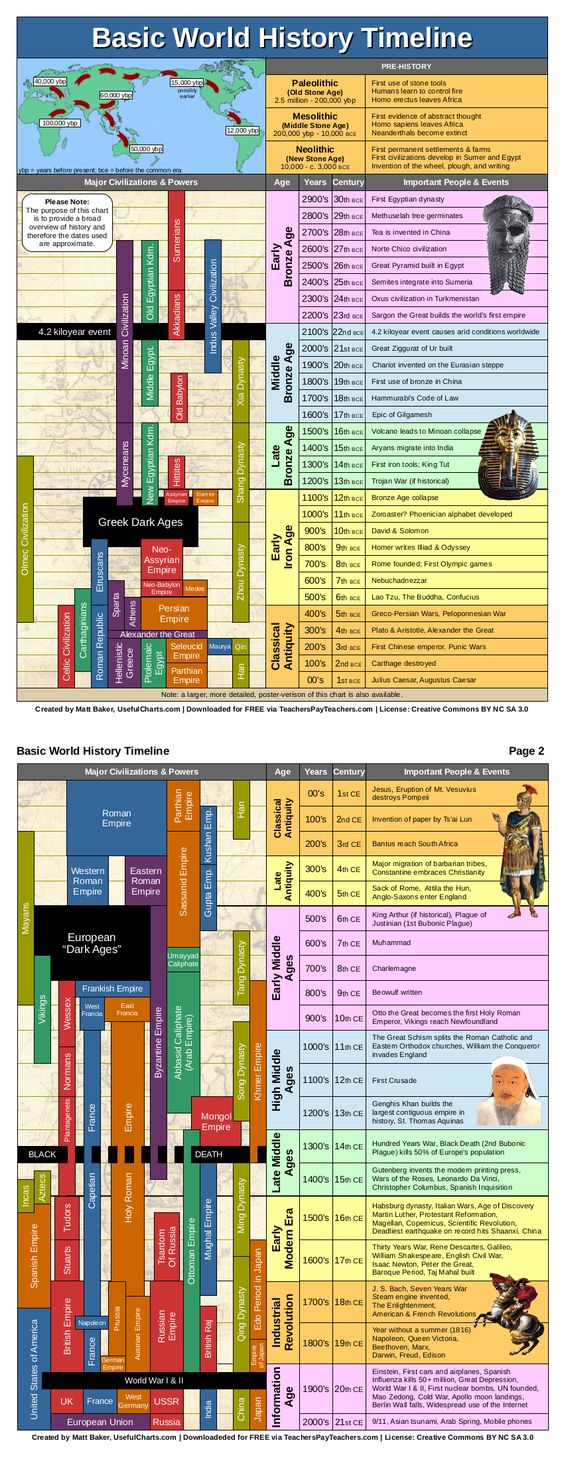 Basic World History Timeline
40,000 ybp
60,000 ybp
15,000 ybp
possibly
earlier
100,000 ybp
12,000 ybp
50,000 ybp
ybp = years before present; bce = before the common era
PRE-HISTORY
Paleolithic
(Old Stone Age)
2.5 million - 200,000 ybp
First use of stone tools
Humans learn to control fire
Homo erectus leaves Africa
Mesolithic
(Middle Stone Age)
200,000 ybp - 10,000 BCE
First evidence of abstract thought
Homo sapiens leaves Africa
Neanderthals become extinct
Neolithic
(New Stone Age)
10,000 - c. 3,000 BCE
First permanent settlements & farms
First civilizations develop in Sumer and Egypt
Invention of the wheel, plough, and writing
Major Civilizations & Powers
Age
Years
Century
Important People & Events
Please Note:
The purpose of this chart
is to provide a broad
overview of history and
therefore the dates used
are approximate.
Sumerians
Akkadians
Old Egyptian Kdm.
Indus Valley Civilization
Minoan Civilization
4.2 kiloyear event
Middle Egypt.
Old Babylon
Xia Dynasty
Myceneans
New Egyptian Kdm.
Hittites
Shang Dynasty
Assyrian
Empire
Elamite
Empire
Olmec Civilization
Greek Dark Ages
Etruscans
Neo-
Assyrian
Empire
Neo-Babylon
Empire
Medes
Zhou Dynasty
Celtic Civilization
Carthaginians
Roman Republic
Sparta
Athens
Persian
Empire
Alexander the Great
Hellenistic
Greece
Ptolemaic
Egypt
Seleucid
Empire
Parthian
Empire
Maurya
Qin
Han
Early
Bronze Age
2900's 30th BCE First Egyptian dynasty
2800's 29th BCE Methuselah tree germinates
2700's 28th BCE Tea is invented in China
2600's 27th BCE Norte Chico civilization
2500's 26th BCE Great Pyramid built in Egypt
2400's 25th BCE Semites integrate into Sumeria
2300's 24th BCE Oxus civilization in Turkmenistan
2200's 23rd BCE Sargon the Great builds the world's first empire
Middle
Bronze Age
2100's 22nd BCE 4.2 kiloyear event causes arid conditions worldwide
2000's 21st BCE Great Ziggurat of Ur built
1900's 20th BCE Chariot invented on the Eurasian steppe
1800's 19th BCE First use of bronze in China
1700's 18th BCE Hammurabi's Code of Law
1600's 17th BCE Epic of Gilgamesh
Late
Bronze Age
1500's 16th BCE Volcano leads to Minoan collapse
1400's 15th BCE Aryans migrate into India
1300's 14th BCE First iron tools; King Tut
1200's 13th BCE Trojan War (if historical)
Early
Iron Age
1100's 12th BCE Bronze Age collapse
1000's 11th BCE Zoroaster? Phoenician alphabet developed
900's 10th BCE David & Solomon
800's 9th BCE Homer writes Illiad & Odyssey
700's 8th BCE Rome founded; First Olympic games
600's 7th BCE Nebuchadnezzar
500's 6th BCE Lao Tzu, The Buddha, Confucius
Classical
Antiquity
400's 5th BCE Greco-Persian Wars, Peloponnesian War
300's 4th BCE Plato & Aristotle, Alexander the Great
200's 3rd BCE First Chinese emperor, Punic Wars
100's 2nd BCE Carthage destroyed
00's 1st BCE Julius Caesar, Augustus Caesar
Note: a larger, more detailed, poster-verison of this chart is also available.
Created by Matt Baker, UsefulCharts.com | Downloaded for FREE via TeachersPayTeachers.com | License: Creative Commons BY NC SA 3.0
Basic World History Timeline
Page 2
Major Civilizations & Powers
Age
Years
Century
Important People & Events
Roman
Empire
Parthian
Empire
Kushan Emp.
Han
Mayans
Western
Roman
Empire
Eastern
Roman
Empire
Sassanid Empire
Gupta Emp.
European
"Dark Ages"
Umayyad
Caliphate
Tang Dynasty
Vikings
Wessex
Frankish Empire
West
Francia
East
Francia
Byzantine Empire
Abbasid Caliphate
(Arab Empire)
Song Dynasty
Khmer Empire
Normans
France
Empire
Plantagenets
Mongol
Empire
BLACK
DEATH
Incas
Aztecs
Capetian
Holy Roman
Tudors
Stuarts
Spanish Empire
Tsardom
Of Russia
Ottoman Empire
Mughal Empire
Ming Dynasty
Qing Dynasty
Edo Period in Japan
United States of America
British Empire
Napoleon
France
Prussia
German
Empire
Austrian Empire
Russian
Empire
British Raj
Empire
of Japan
World War I & II
UK
France
West
Germany
USSR
European Union
Russia
India
China
Japan
Classical
Antiquity
00's 1st CE Jesus, Eruption of Mt. Vesuvius
destroys Pompeii
100's 2nd CE Invention of paper by Ts'ai Lun
200's 3rd CE Bantus reach South Africa
Late
Antiquity
300's 4th CE Major migration of barbarian tribes,
Constantine embraces Christianity
400's 5th CE Sack of Rome, Attila the Hun,
Anglo-Saxons enter England
Early Middle
Ages
500's 6th CE King Arthur (if historical), Plague of
Justinian (1st Bubonic Plague)
600's 7th CE Muhammad
700's 8th CE Charlemagne
800's 9th CE Beowulf written
900's 10th CE Otto the Great becomes the first Holy Roman
Emperor, Vikings reach Newfoundland
High Middle
Ages
1000's 11th CE The Great Schism splits the Roman Catholic and
Eastern Orthodox churches, William the Conqueror
invades England
1100's 12th CE First Crusade
1200's 13th CE Genghis Khan builds the
largest contiguous empire in
history, St. Thomas Aquinas
Late Middle
Ages
1300's 14th CE Hundred Years War, Black Death (2nd Bubonic
Plague) kills 50% of Europe's population
1400's 15th CE Gutenberg invents the modern printing press,
Wars of the Roses, Leonardo Da Vinci,
Christopher Columbus, Spanish Inquisition
Early
Modern Era
1500's 16th CE Habsburg dynasty, Italian Wars, Age of Discovery
Martin Luther, Protestant Reformation,
Magellan, Copernicus, Scientific Revolution,
Deadliest earthquake on record hits Shaanxi, China
1600's 17th CE Thirty Years War, Rene Descartes, Galileo,
William Shakespeare, English Civil War,
Isaac Newton, Peter the Great,
Baroque Period, Taj Mahal built
Industrial
Revolution
1700's 18th CE J. S. Bach, Seven Years War
Steam engine invented,
The Enlightenment,
American & French Revolutions
1800's 19th CE Year without a summer (1816)
Napoleon, Queen Victoria,
Beethoven, Marx,
Darwin, Freud, Edison
Information
Age
1900's 20th CE Einstein, First cars and airplanes, Spanish
Influenza kills 50+ million, Great Depression,
World War I & II, First nuclear bombs, UN founded,
Mao Zedong, Cold War, Apollo moon landings,
Berlin Wall falls, Widespread use of the Internet
2000's 21st CE 9/11, Asian tsunami, Arab Spring, Mobile phones
Created by Matt Baker, UsefulCharts.com | Downloadeded for FREE via TeachersPayTeachers.com | License: Creative Commons BY NC SA 3.0